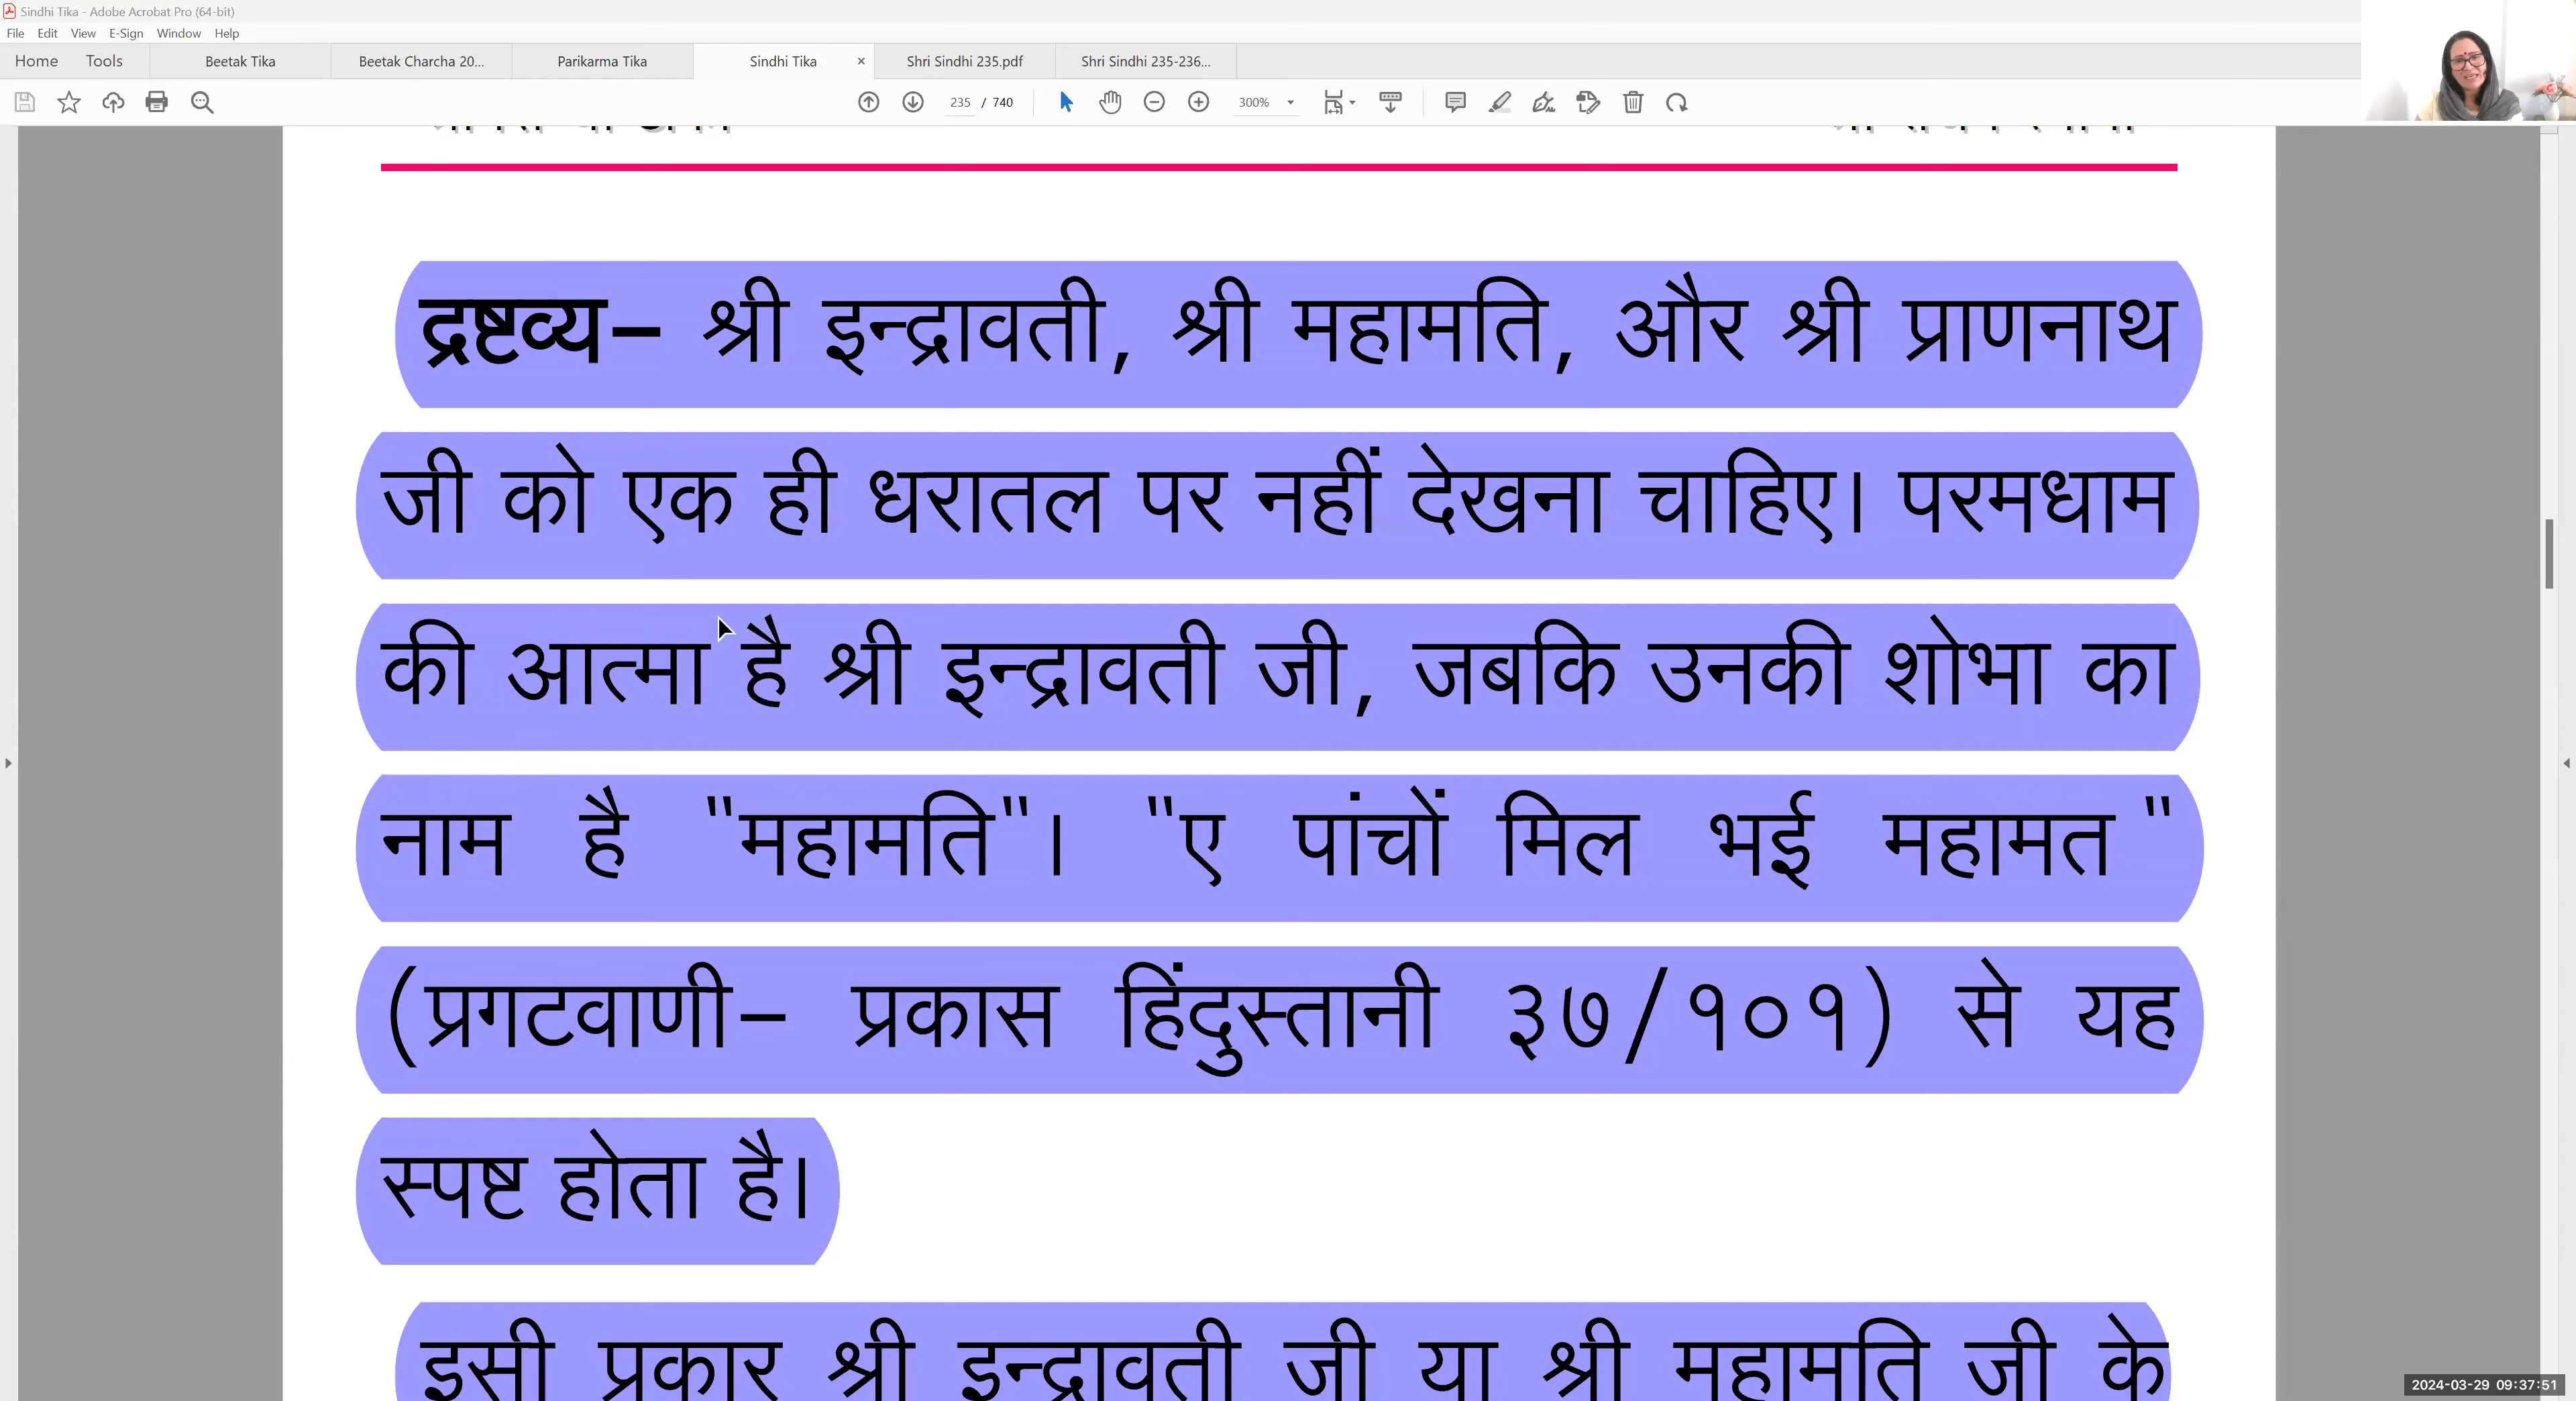 Sindhi Tika - Adobe Acrobat Pro (64-bit)
File Edit View E-Sign Window Help
Home Tools Beetak Tika Beetak Charcha 20... Parikarma Tika Sindhi Tika × Shri Sindhi 235.pdf Shri Sindhi 235-236...
235 / 740 300%
द्रष्टव्य– श्री इन्द्रावती, श्री महामति, और श्री प्राणनाथ
जी को एक ही धरातल पर नहीं देखना चाहिए। परमधाम
की आत्मा है श्री इन्द्रावती जी, जबकि उनकी शोभा का
नाम है "महामति"। "ए पांचों मिल भई महामत "
(प्रगटवाणी– प्रकास हिंदुस्तानी ३७/१०१) से यह
स्पष्ट होता है।
इसी प्रकार श्री इन्द्रावती जी या श्री महामति जी के
2024-03-29 09:37:51